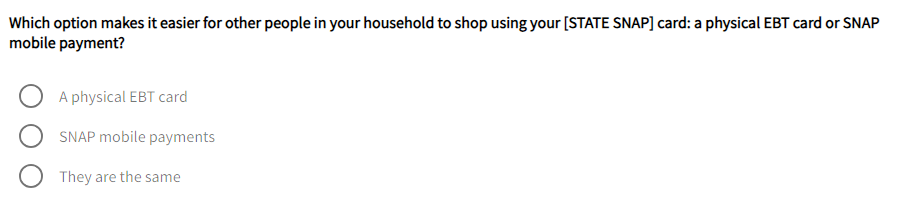 Which option makes it easier for other people in your household to shop using your [STATE SNAP] card: a physical EBT card or SNAP
mobile payment?
A physical EBT card
SNAP mobile payments
They are the same